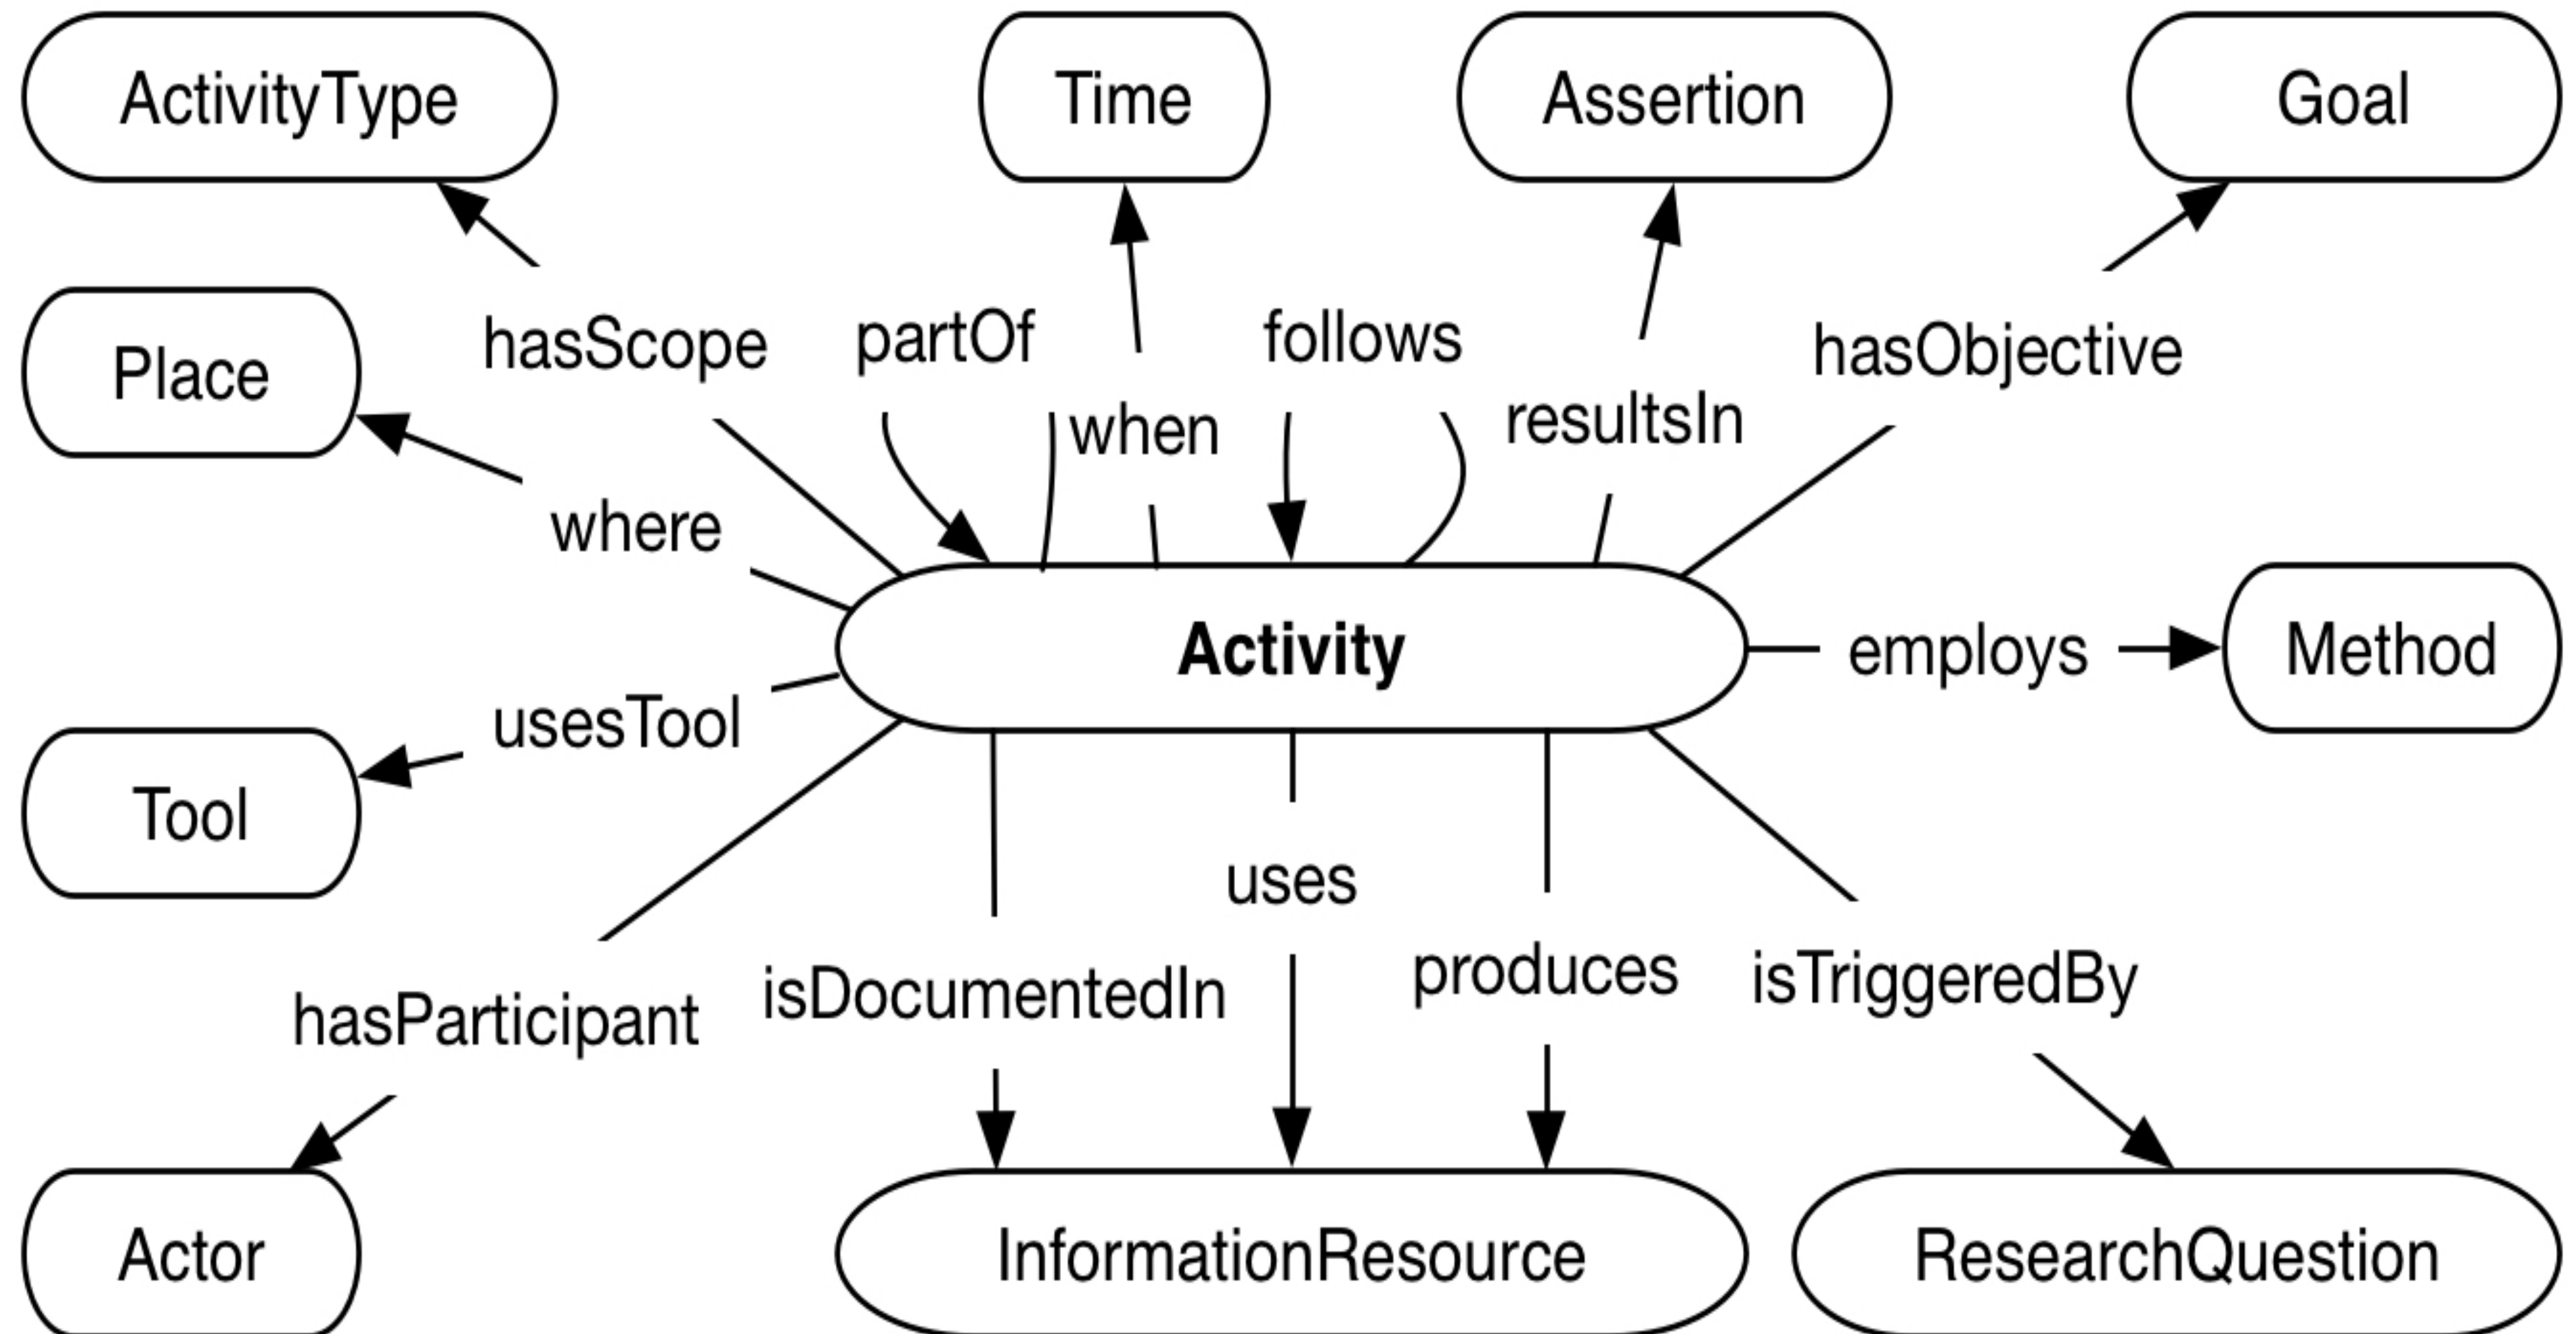 ActivityType
Time
Assertion
Goal
Place
hasScope
partOf
follows
hasObjective
when
resultsIn
where
Activity
employs
Method
usesTool
Tool
uses
hasParticipant
isDocumentedIn
produces
isTriggeredBy
Actor
InformationResource
ResearchQuestion